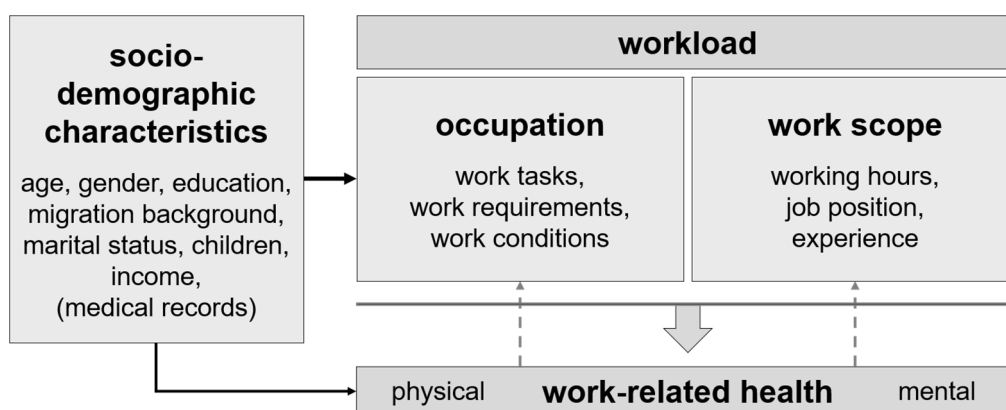 socio-
demographic
characteristics
age, gender, education,
migration background,
marital status, children,
income,
(medical records)
workload
occupation
work tasks,
work requirements,
work conditions
work scope
working hours,
job position,
experience
physical work-related health mental